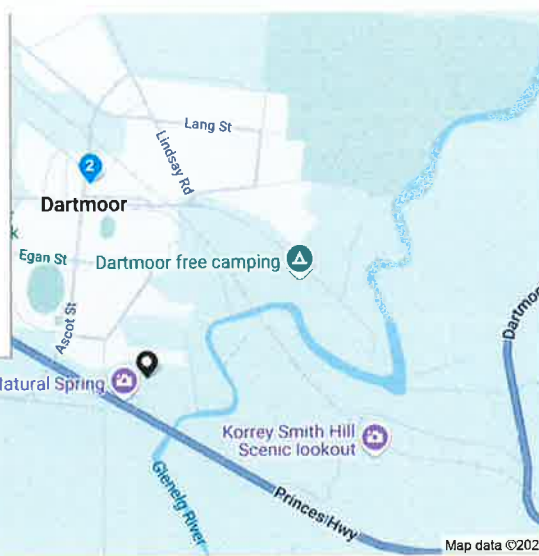 Lang St
Lindsay Rd
2
Dartmoor
k
Egan St
Dartmoor free camping
Ascot St
Dartmoo
Natural Spring
Korrey Smith Hill
Scenic lookout
Glenelg River
Princes Hwy
Map data ©202